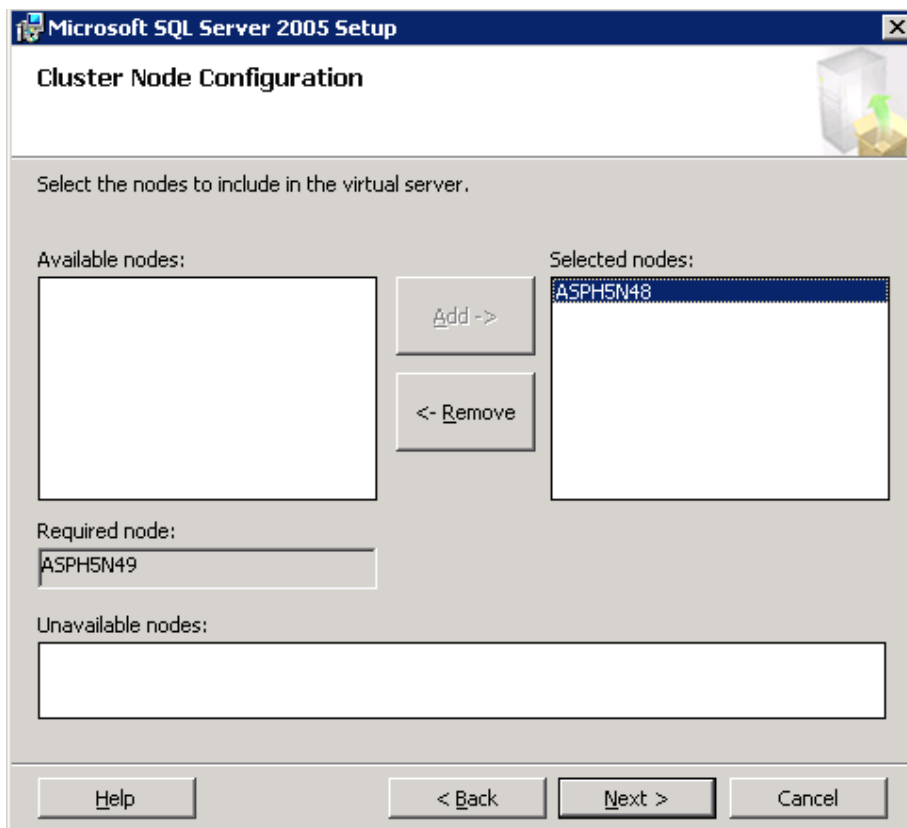 Microsoft SQL Server 2005 Setup
Cluster Node Configuration
Select the nodes to include in the virtual server.
Available nodes:
Selected nodes:
ASPH5N48
Add ->
<- Remove
Required node:
ASPH5N49
Unavailable nodes:
Help
< Back
Next >
Cancel